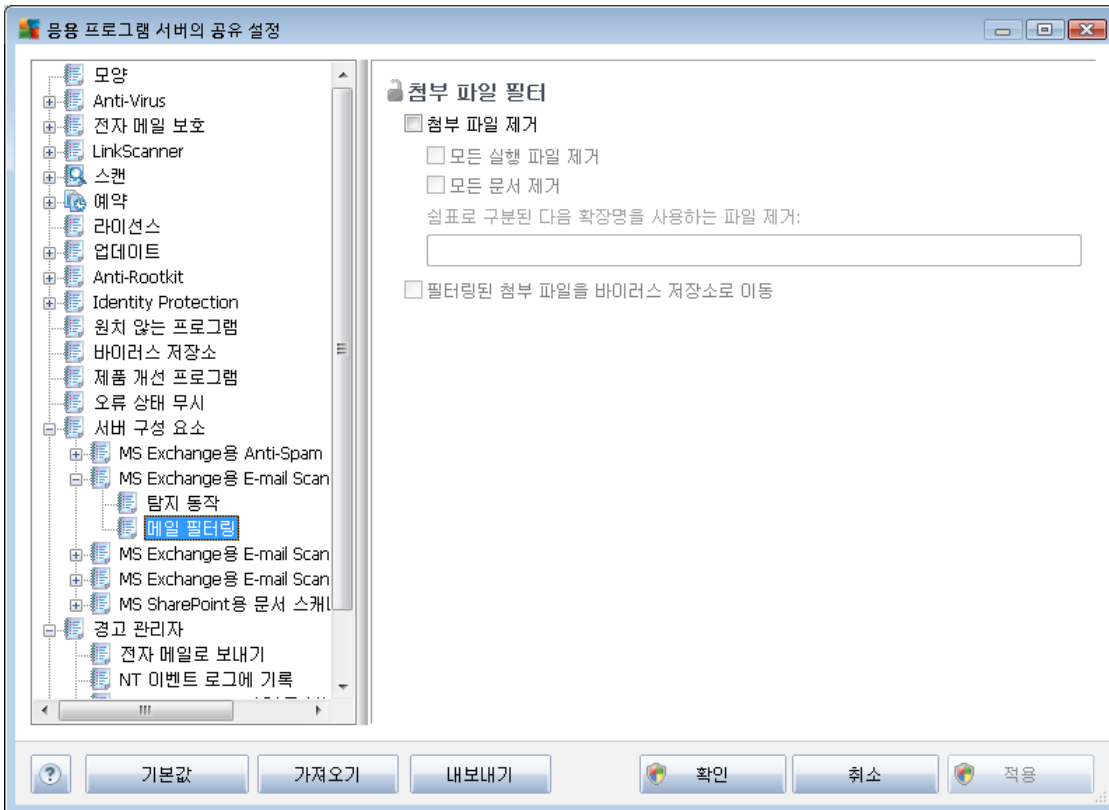 응용 프로그램 서버의 공유 설정
모양
Anti-Virus
전자 메일 보호
LinkScanner
스캔
예약
라이선스
업데이트
Anti-Rootkit
Identity Protection
원치 않는 프로그램
바이러스 저장소
제품 개선 프로그램
오류 상태 무시
서버 구성 요소
MS Exchange용 Anti-Spam
MS Exchange용 E-mail Scan
탐지 동작
메일 필터링
MS Exchange용 E-mail Scan
MS Exchange용 E-mail Scan
MS SharePoint용 문서 스캐
경고 관리자
전자 메일로 보내기
NT 이벤트 로그에 기록
첨부 파일 필터
첨부 파일 제거
모든 실행 파일 제거
모든 문서 제거
쉼표로 구분된 다음 확장명을 사용하는 파일 제거:
필터링된 첨부 파일을 바이러스 저장소로 이동
기본값
가져오기
내보내기
확인
취소
적용